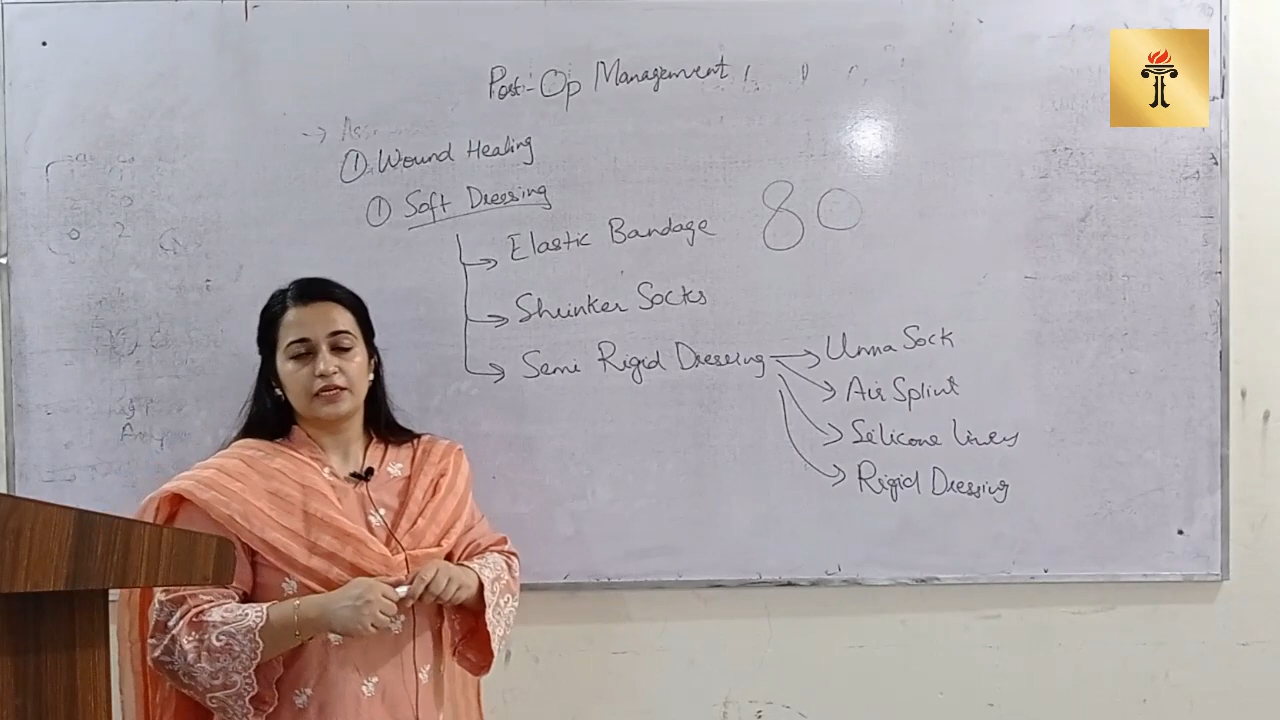 Post-Op Management
① Wound Healing
① Soft Dressing
→ Elastic Bandage
80
→ Shrinker Socks
→ Semi Rigid Dressing → Unna Sock
→ Air Splint
→ Silicone Liners
→ Rigid Dressing